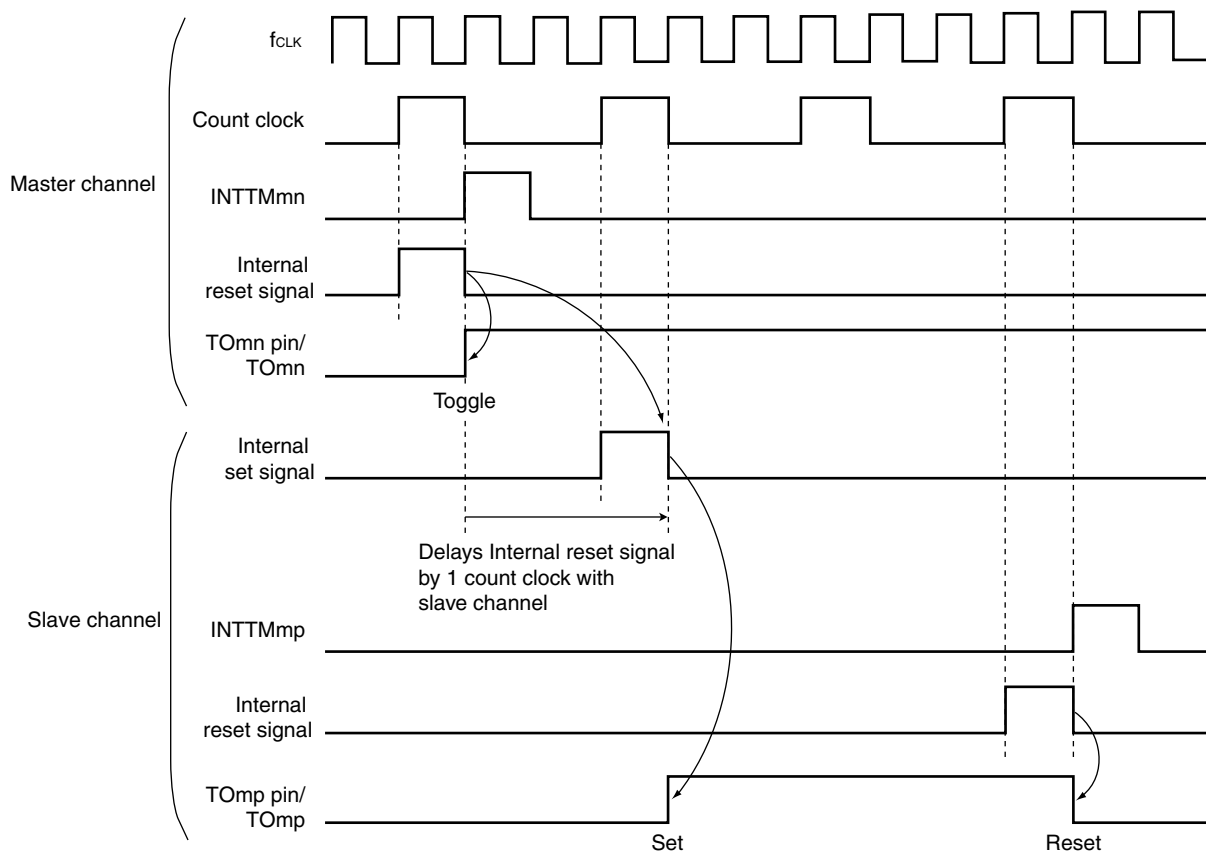 fCLK
Count clock
Master channel
INTTMmn
Internal
reset signal
TOmn pin/
TOmn
Toggle
Internal
set signal
Delays Internal reset signal
by 1 count clock with
slave channel
Slave channel
INTTMmp
Internal
reset signal
TOmp pin/
TOmp
Set
Reset